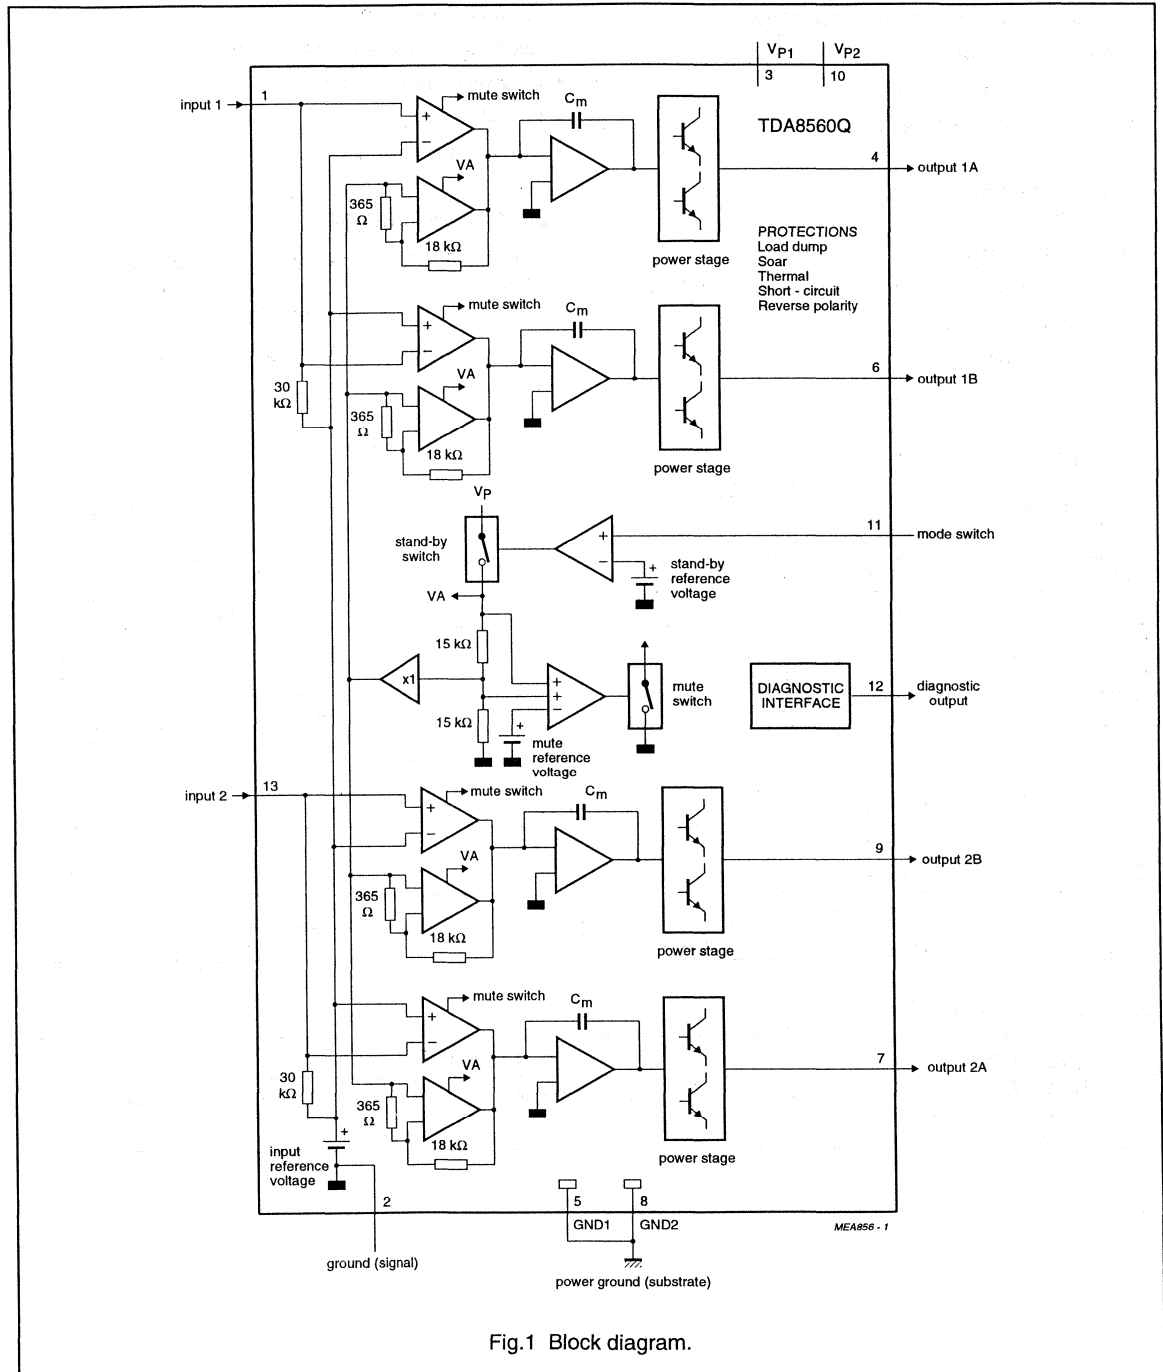 VP1 VP2
3 10
TDA8560Q
input 1 1
+
−
mute switch
Cm
VA
365
Ω
18 kΩ
power stage
4 output 1A
PROTECTIONS
Load dump
Soar
Thermal
Short - circuit
Reverse polarity
+
−
mute switch
Cm
30
kΩ
VA
365
Ω
18 kΩ
power stage
6 output 1B
VP
stand-by
switch
+
−
11 mode switch
+
stand-by
reference
voltage
VA
15 kΩ
x1
+
+
−
mute
switch
DIAGNOSTIC
INTERFACE
12 diagnostic
output
15 kΩ
+
mute
reference
voltage
input 2 13
+
−
mute switch
Cm
VA
365
Ω
18 kΩ
power stage
9 output 2B
+
−
mute switch
Cm
30
kΩ
VA
365
Ω
18 kΩ
power stage
7 output 2A
+
input
reference
voltage
2
ground (signal)
5 8
GND1 GND2
power ground (substrate)
MEA856 - 1
Fig.1 Block diagram.